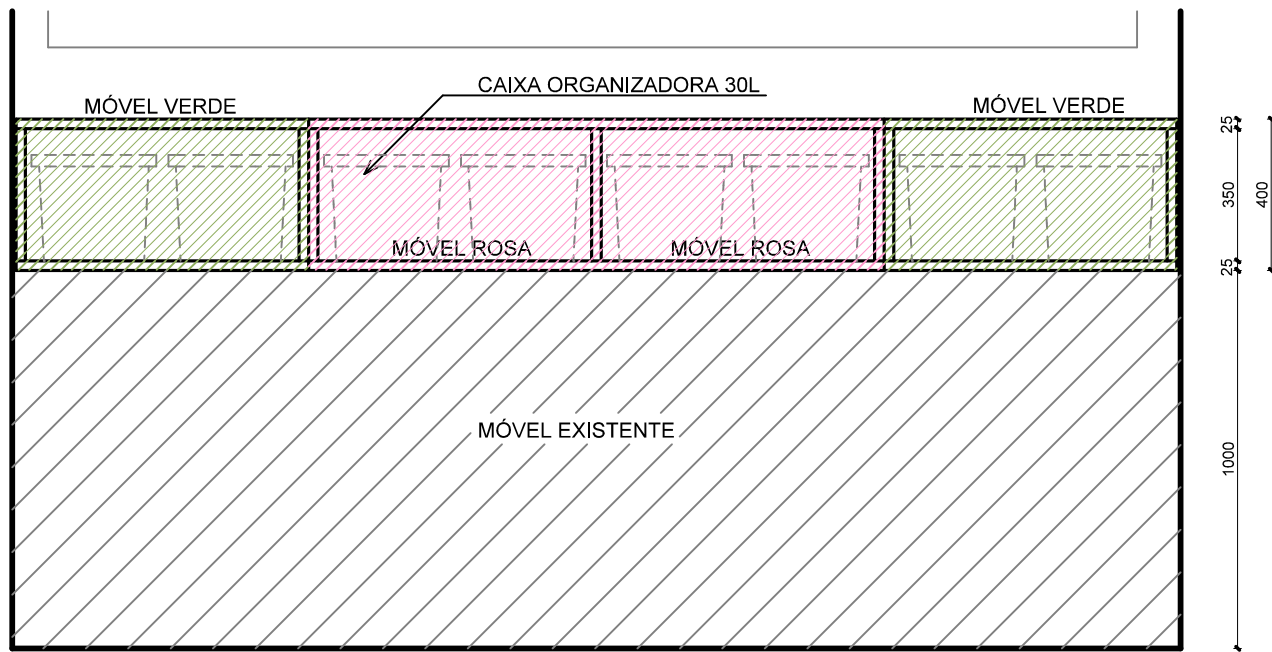 CAIXA ORGANIZADORA 30L
MÓVEL VERDE
MÓVEL VERDE
25
350
400
MÓVEL ROSA
MÓVEL ROSA
25
MÓVEL EXISTENTE
1000